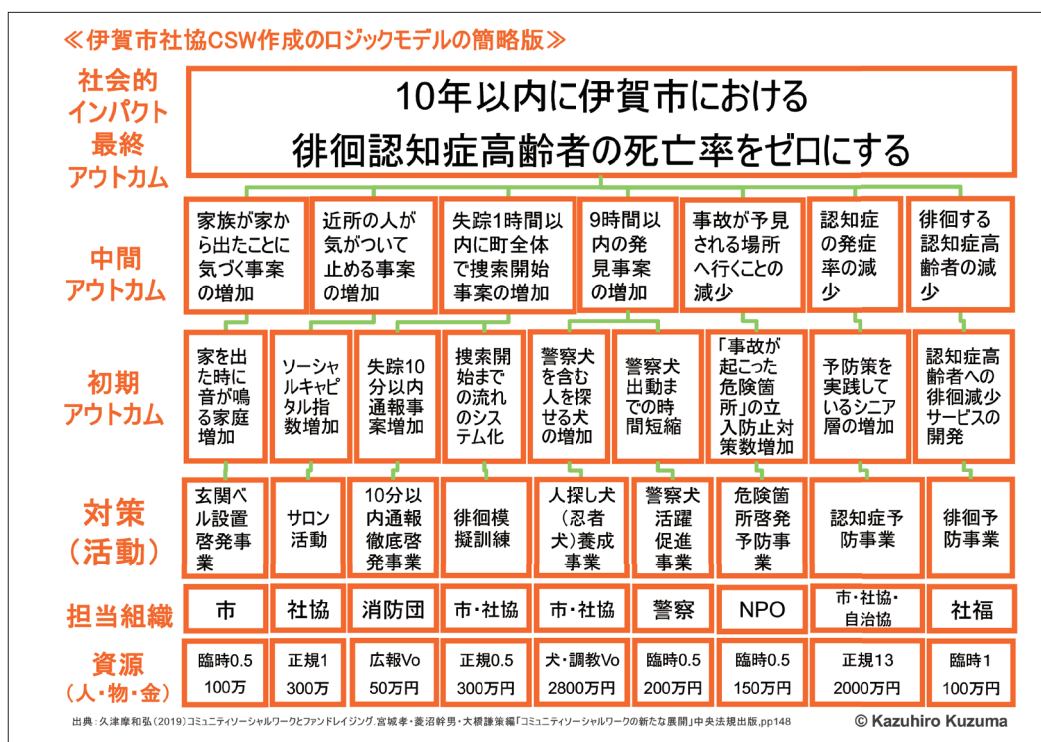 ≪伊賀市社協CSW作成のロジックモデルの簡略版≫
社会的
インパクト
最終
アウトカム
10年以内に伊賀市における
徘徊認知症高齢者の死亡率をゼロにする
中間
アウトカム
家族が家か
ら出たことに
気づく事案
の増加
近所の人が
気がついて
止める事案
の増加
失踪1時間以
内に町全体
で捜索開始
事案の増加
9時間以
内の発
見事案
の増加
事故が予見
される場所
へ行くことの
減少
認知症
の発症
率の減
少
徘徊する
認知症高
齢者の減
少
初期
アウトカム
家を出
た時に
音が鳴
る家庭
増加
ソーシャ
ルキャピ
タル指
数増加
失踪10
分以内
通報事
案増加
捜索開
始まで
の流れ
のシス
テム化
警察犬
を含む
人を探
せる犬
の増加
警察犬
出動ま
での時
間短縮
「事故が
起こった
危険箇
所」の立
入防止対
策数増加
予防策を
実践して
いるシニア
層の増加
認知症高
齢者への
徘徊減少
サービスの
開発
対策
(活動)
玄関ベ
ル設置
啓発事
業
サロン
活動
10分以
内通報
徹底啓
発事業
徘徊模
擬訓練
人探し犬
(忍者
犬)養成
事業
警察犬
活躍
促進事
業
危険箇
所啓発
予防事
業
認知症予
防事業
徘徊予
防事業
担当組織
市
社協
消防団
市・社協
市・社協
警察
NPO
市・社協・
自治協
社福
資源
(人・物・金)
臨時0.5
100万
正規1
300万
広報Vo
50万円
正規0.5
300万円
犬・調教Vo
2800万円
臨時0.5
200万円
臨時0.5
150万円
正規13
2000万円
臨時1
100万円
出典:久津摩和弘(2019)コミュニティソーシャルワークとファンドレイジング.宮城孝・菱沼幹男・大橋謙策編「コミュニティソーシャルワークの新たな展開」中央法規出版,pp148
© Kazuhiro Kuzuma